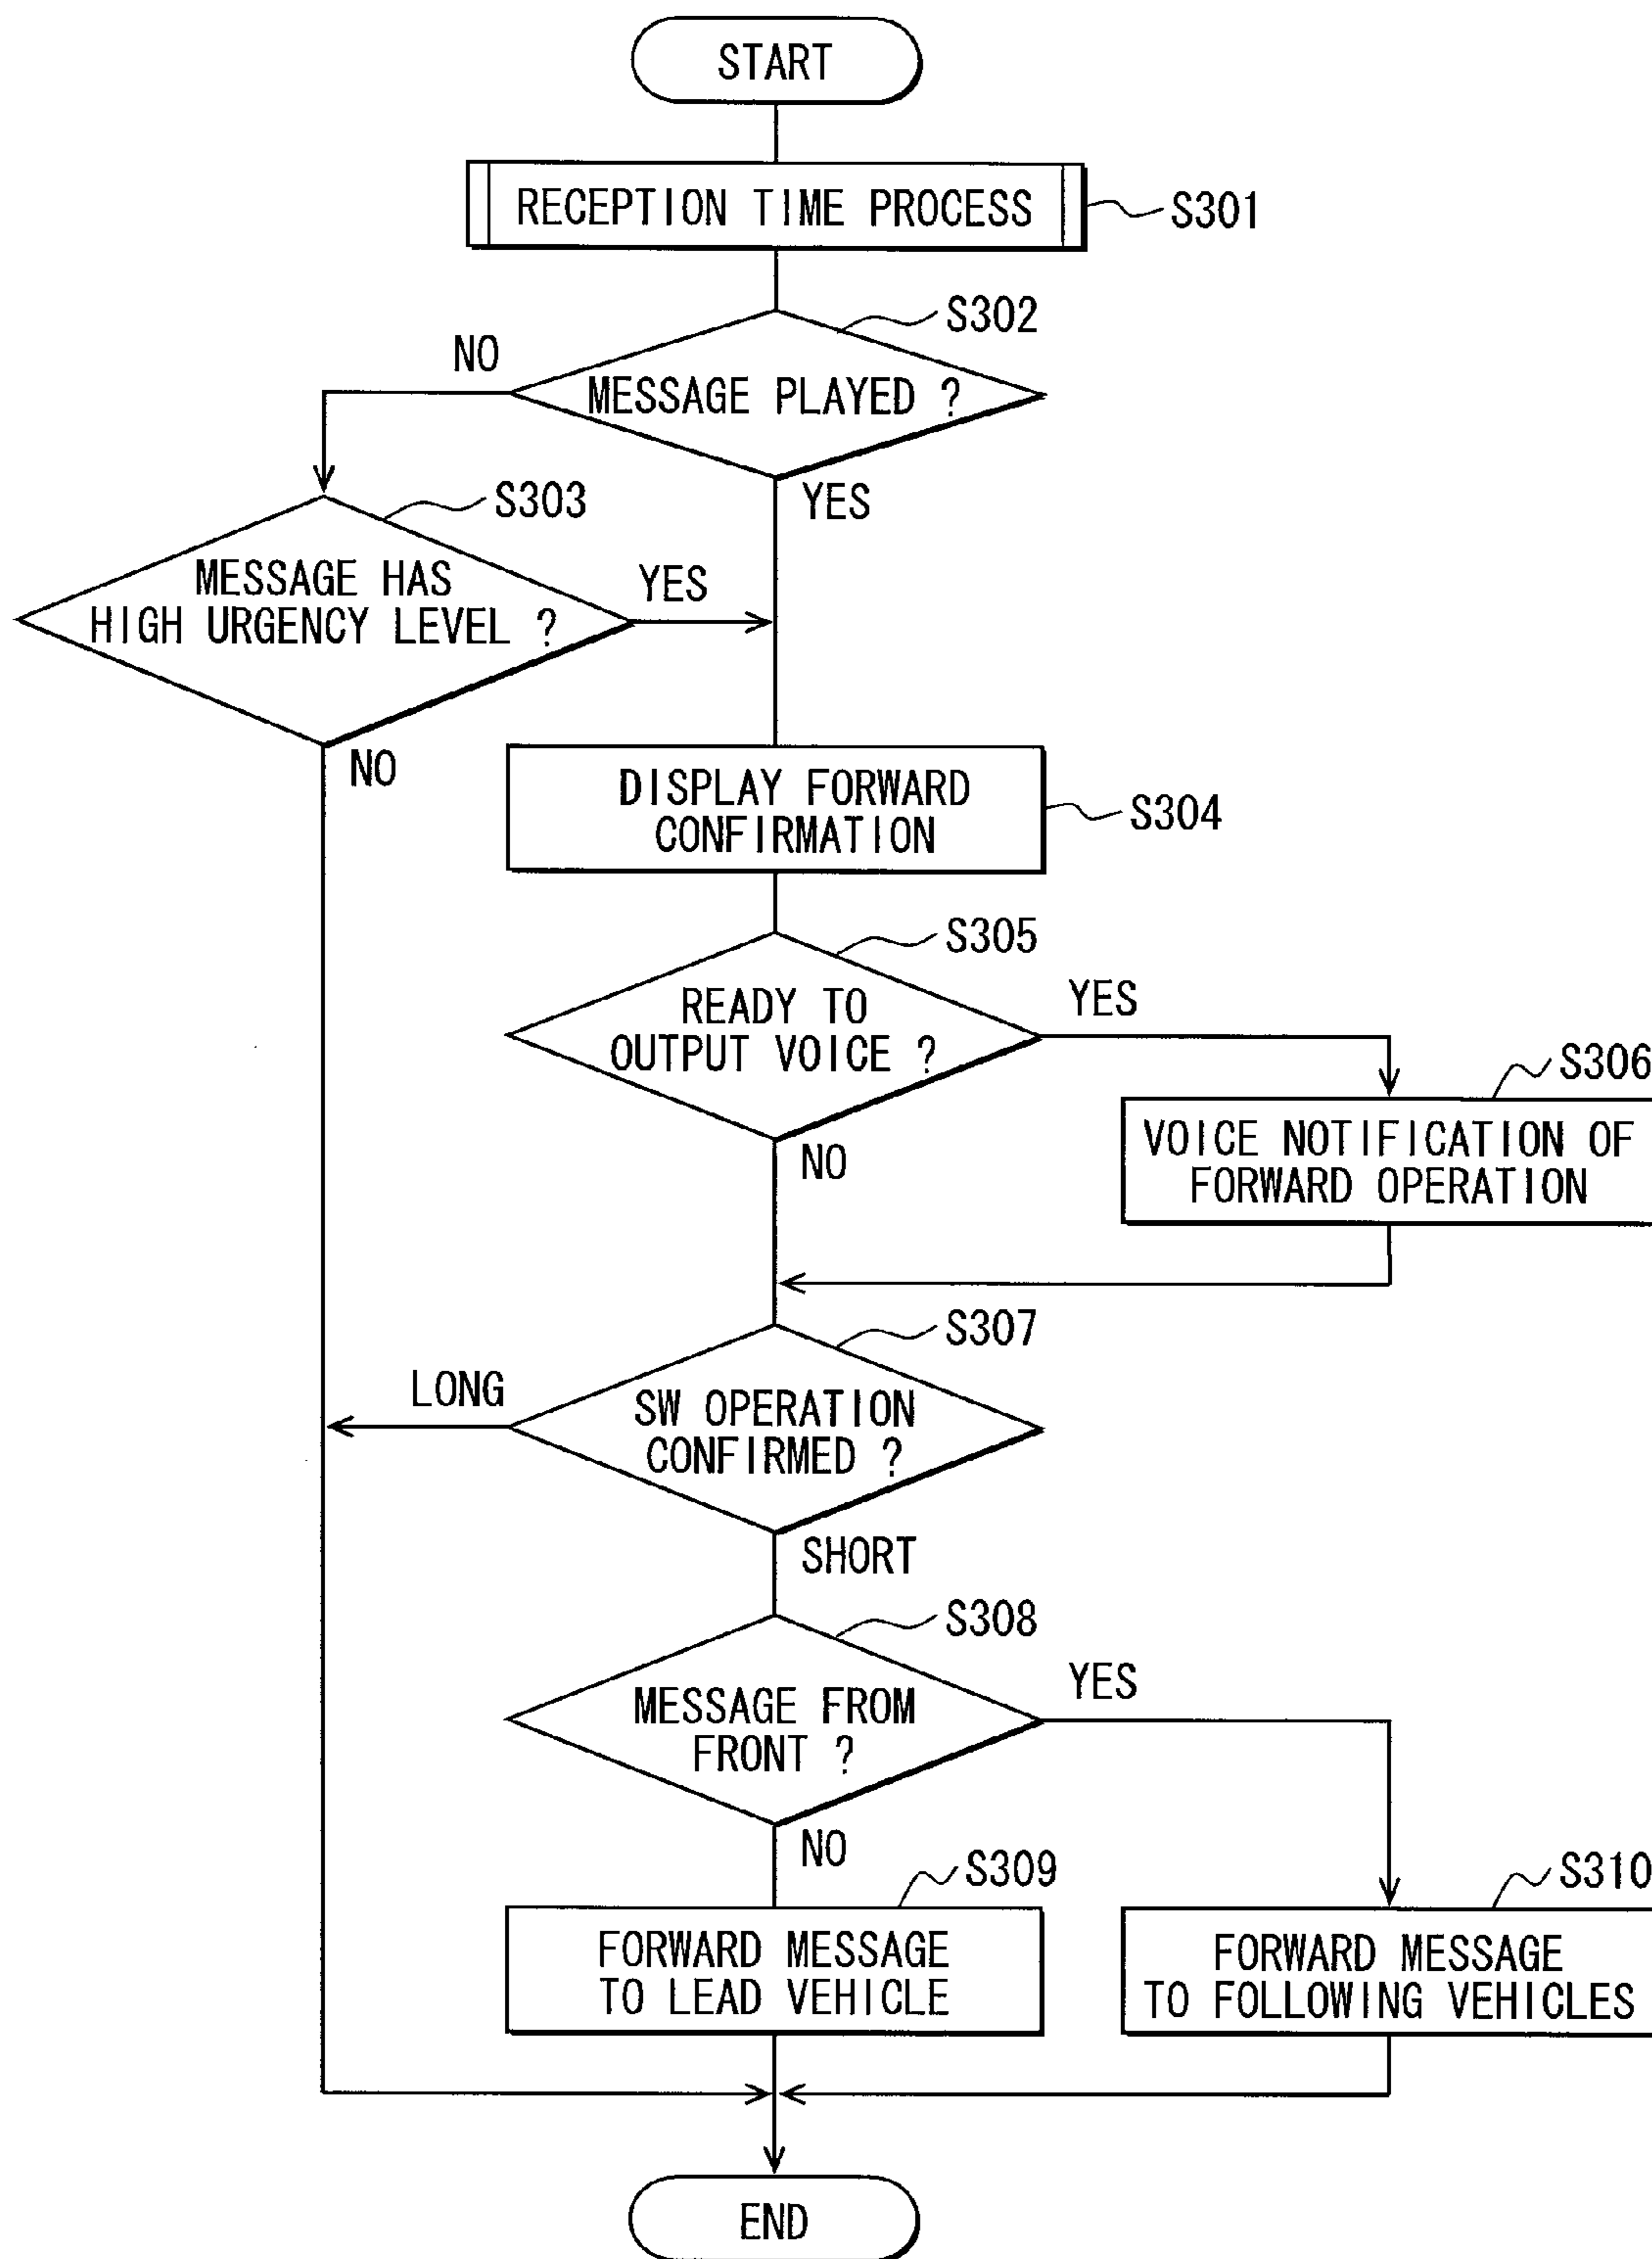 START
RECEPTION TIME PROCESS
S301
S302
NO
MESSAGE PLAYED ?
YES
S303
MESSAGE HAS
HIGH URGENCY LEVEL ?
YES
NO
DISPLAY FORWARD
CONFIRMATION
S304
S305
READY TO
OUTPUT VOICE ?
YES
NO
S306
VOICE NOTIFICATION OF
FORWARD OPERATION
S307
LONG
SW OPERATION
CONFIRMED ?
SHORT
S308
MESSAGE FROM
FRONT ?
YES
NO
S309
FORWARD MESSAGE
TO LEAD VEHICLE
S310
FORWARD MESSAGE
TO FOLLOWING VEHICLES
END